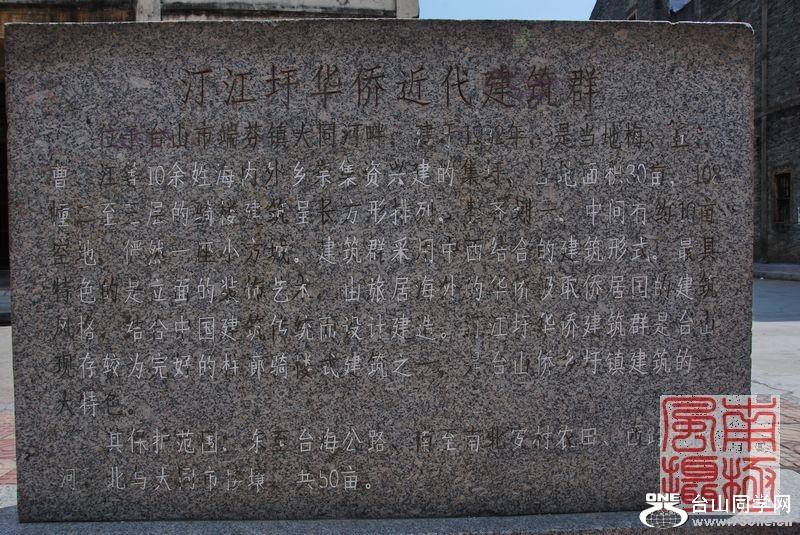 汀江圩华侨近代建筑群
位于台山市端芬镇大同河畔，建于1932年，是当地梅、丘、
曹、江等10余姓海内外乡亲集资兴建的集圩，占地面积30亩，108
幢二至三层的骑楼建筑呈长方形排列，整齐划一，中间有约10亩
空地，俨然一座小方城。建筑群采用中西结合的建筑形式。最具
特色的是立面的装饰艺术，由旅居海外的华侨汲取侨居国的建筑
风格，结合中国建筑传统而设计建造。汀江圩华侨建筑群是台山
现存较为完好的柱廊骑楼式建筑之一，是台山侨乡圩镇建筑的一
大特色。
其保护范围：东至台海公路、南至南北安村农田、西
河 北与大同市 共50亩。
南极
ONE
台山同学网